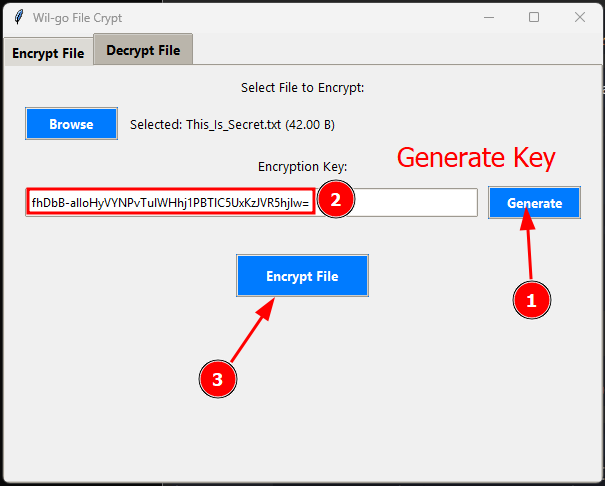 Wil-go File Crypt
Encrypt File Decrypt File
Select File to Encrypt:
Browse Selected: This_Is_Secret.txt (42.00 B)
Generate Key
Encryption Key:
fhDbB-alloHyVYNPvTulWHhj1PBTIC5UxKzJVR5hjlw= 2 Generate
Encrypt File
1
3